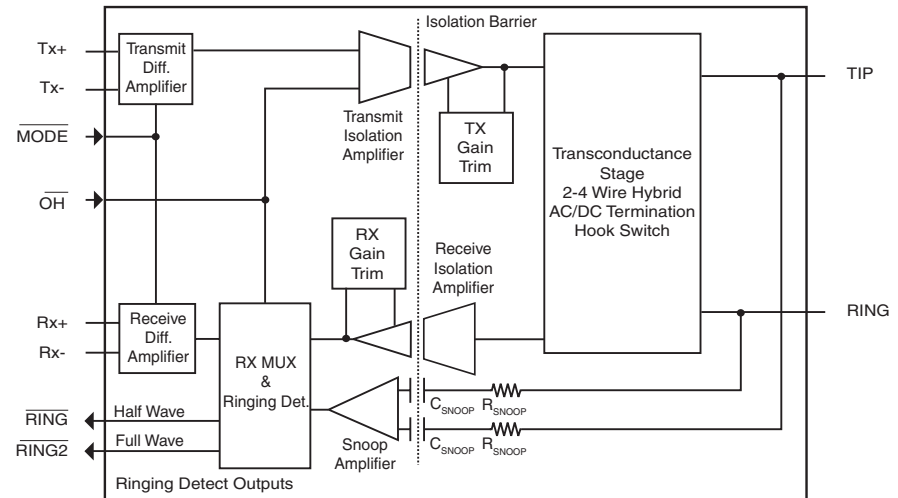 Isolation Barrier
Tx+
Tx-
Transmit
Diff.
Amplifier
MODE
OH
Transmit
Isolation
Amplifier
TX
Gain
Trim
Transconductance
Stage
2-4 Wire Hybrid
AC/DC Termination
Hook Switch
TIP
RING
RX
Gain
Trim
Receive
Isolation
Amplifier
Rx+
Rx-
Receive
Diff.
Amplifier
RX MUX
&
Ringing Det.
CSNOOP RSNOOP
CSNOOP RSNOOP
Snoop
Amplifier
RING
Half Wave
RING2
Full Wave
Ringing Detect Outputs